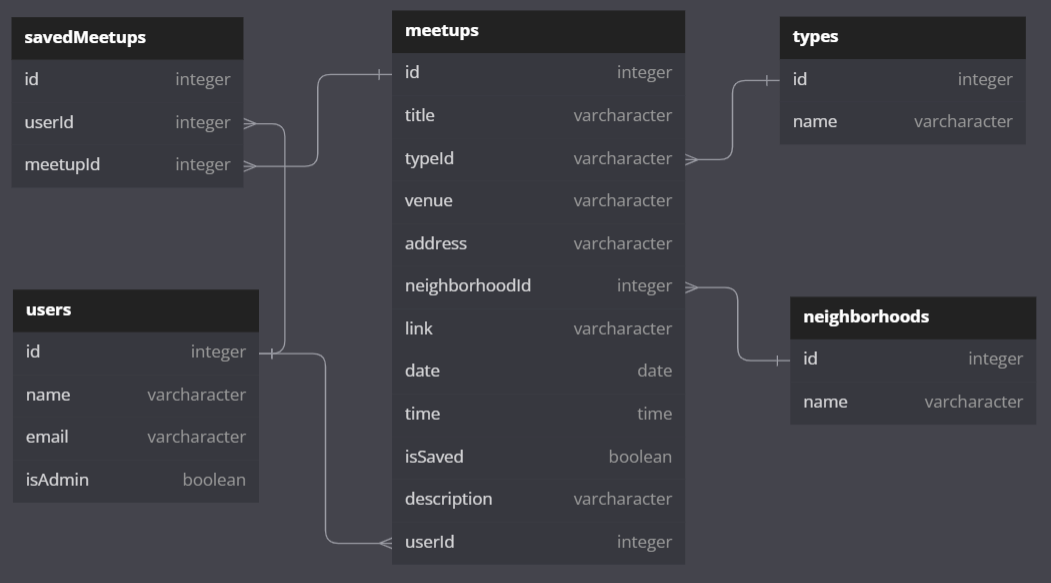 savedMeetups
id integer
userId integer
meetupId integer
users
id integer
name varcharacter
email varcharacter
isAdmin boolean
meetups
id integer
title varcharacter
typeId varcharacter
venue varcharacter
address varcharacter
neighborhoodId integer
link varcharacter
date date
time time
isSaved boolean
description varcharacter
userId integer
types
id integer
name varcharacter
neighborhoods
id integer
name varcharacter